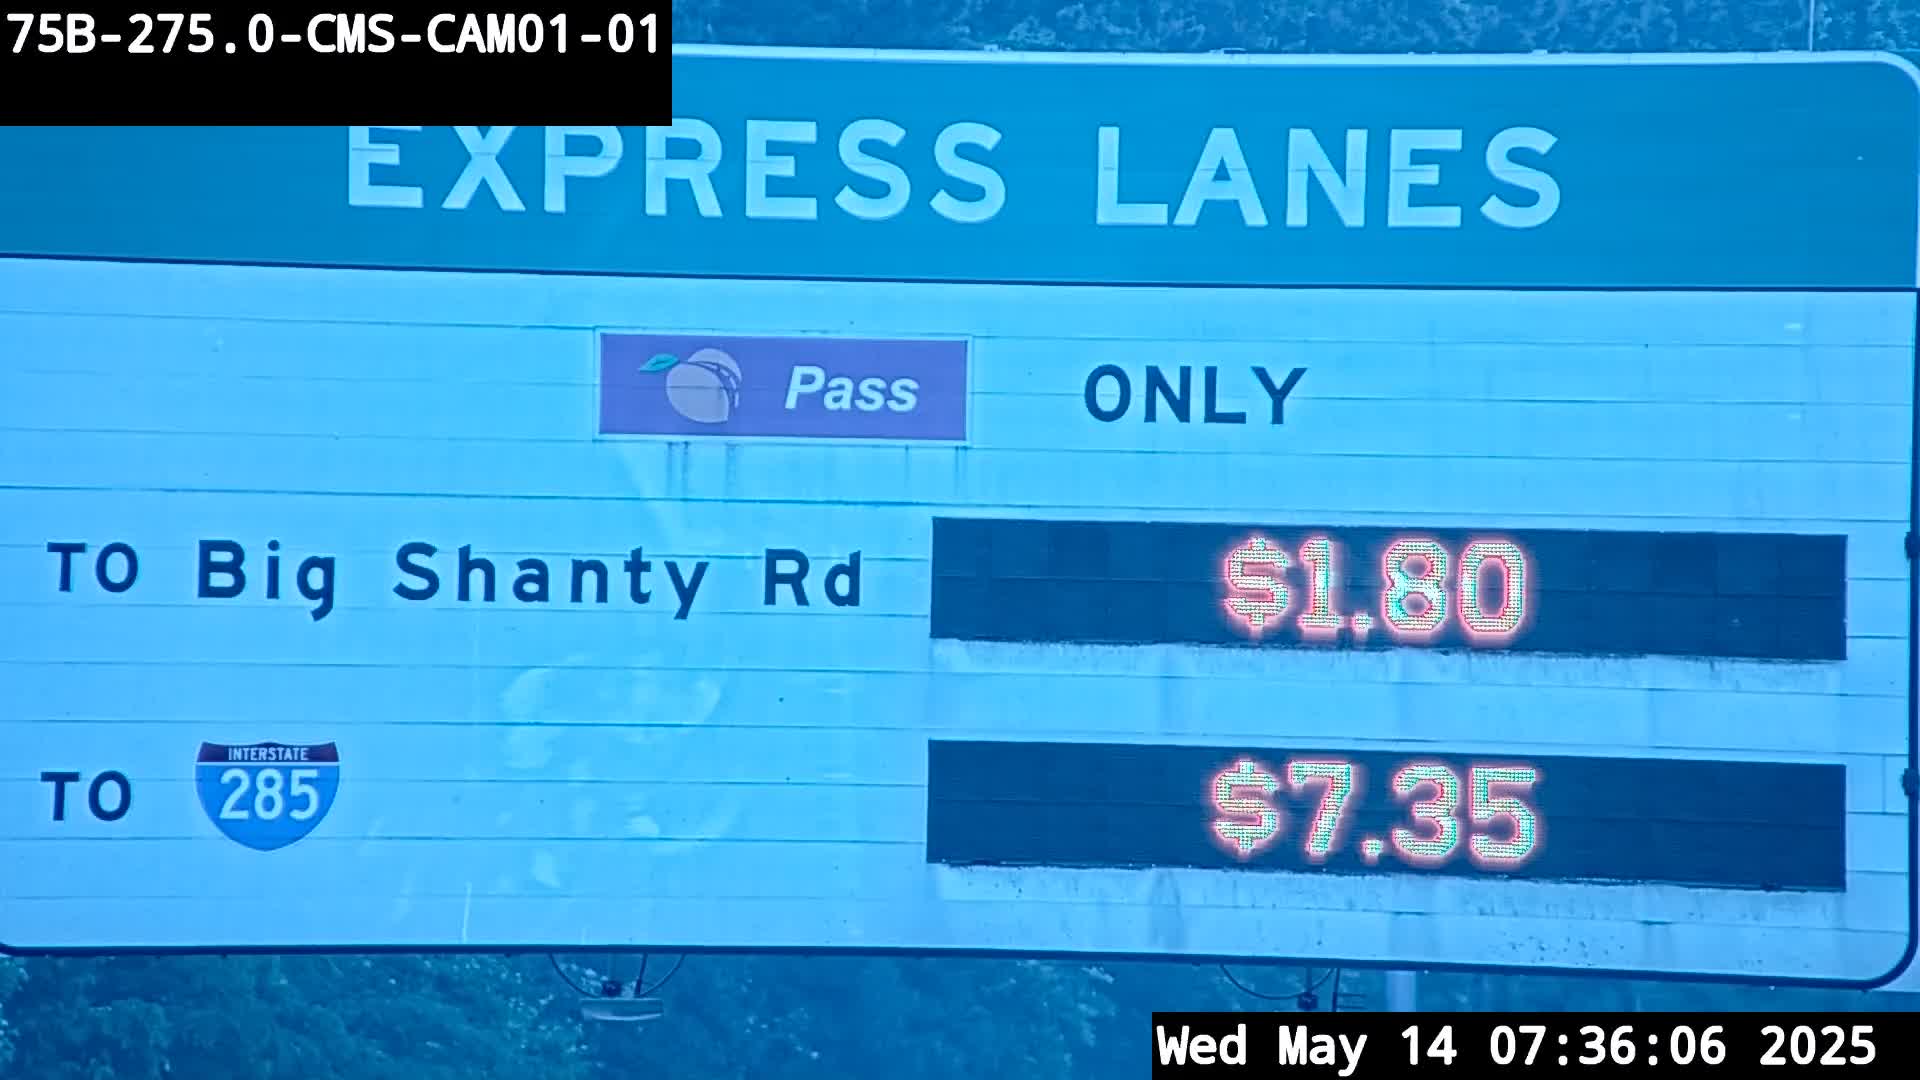 75B-275.0-CMS-CAM01-01
EXPRESS LANES
Pass ONLY
TO Big Shanty Rd $1.80
INTERSTATE
TO 285 $7.35
Wed May 14 07:36:06 2025